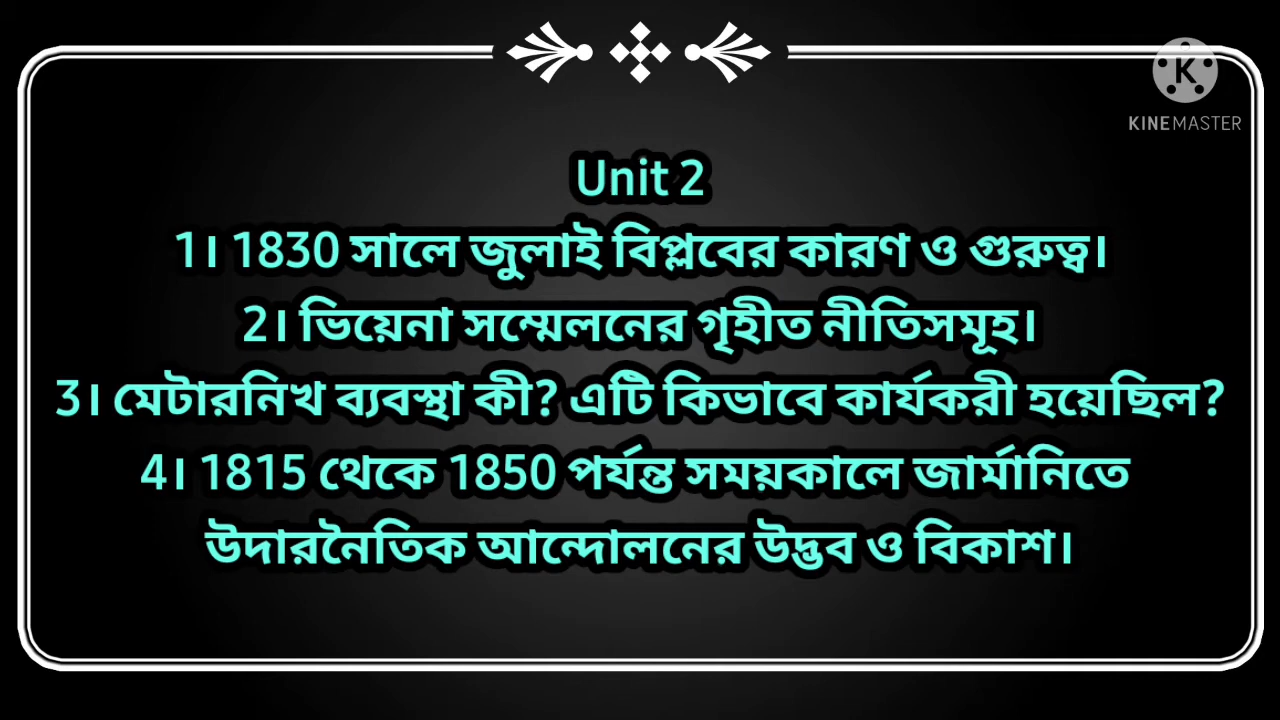 KINEMASTER
Unit 2
1। 1830 সালে জুলাই বিপ্লবের কারণ ও গুরুত্ব।
2। ভিয়েনা সম্মেলনের গৃহীত নীতিসমূহ।
3। মেটারনিখ ব্যবস্থা কী? এটি কিভাবে কার্যকরী হয়েছিল?
4। 1815 থেকে 1850 পর্যন্ত সময়কালে জার্মানিতে
উদারনৈতিক আন্দোলনের উদ্ভব ও বিকাশ।